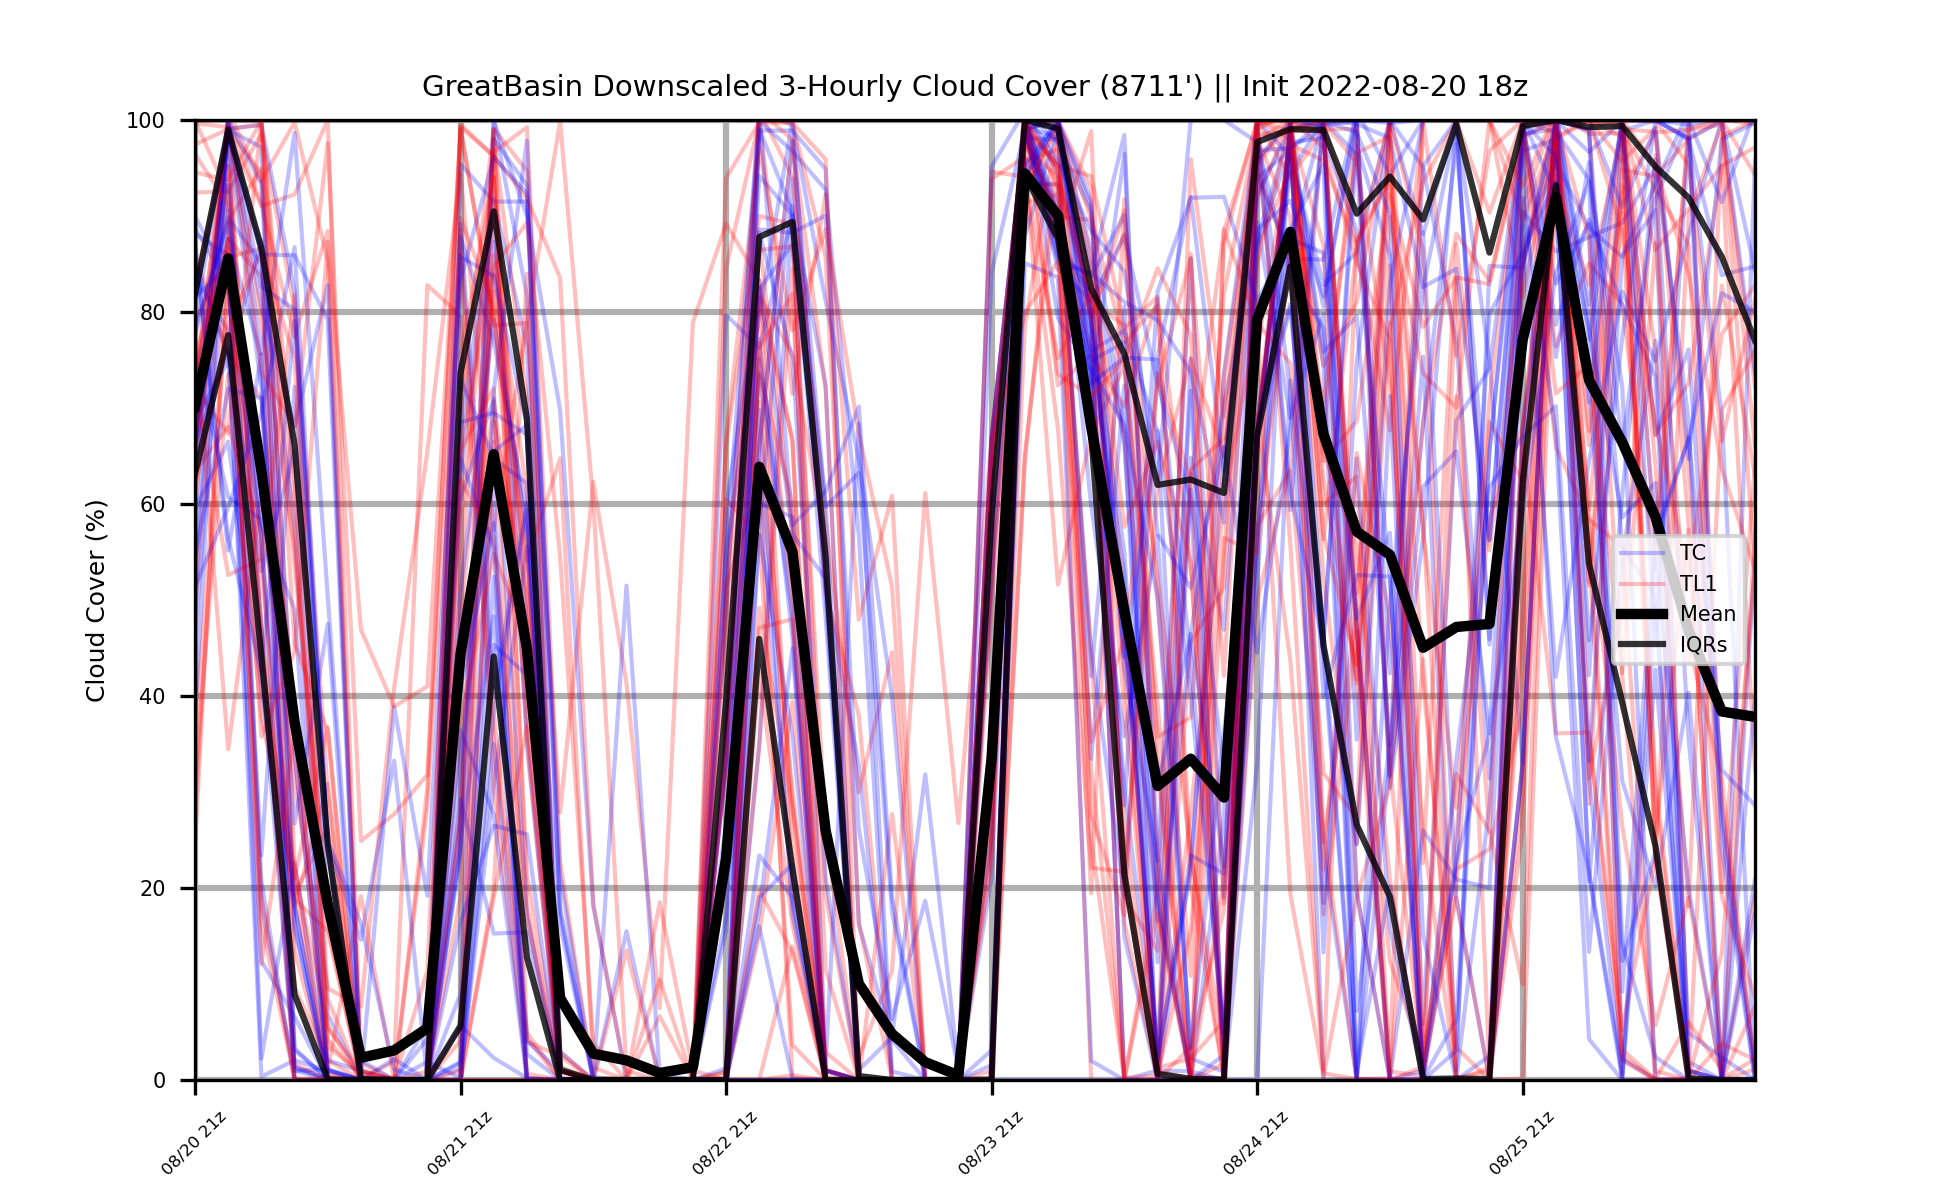 GreatBasin Downscaled 3-Hourly Cloud Cover (8711') || Init 2022-08-20 18z
Cloud Cover (%)
100
80
60
40
20
0
TC
TL1
Mean
IQRs
08/20 21z
08/21 21z
08/22 21z
08/23 21z
08/24 21z
08/25 21z